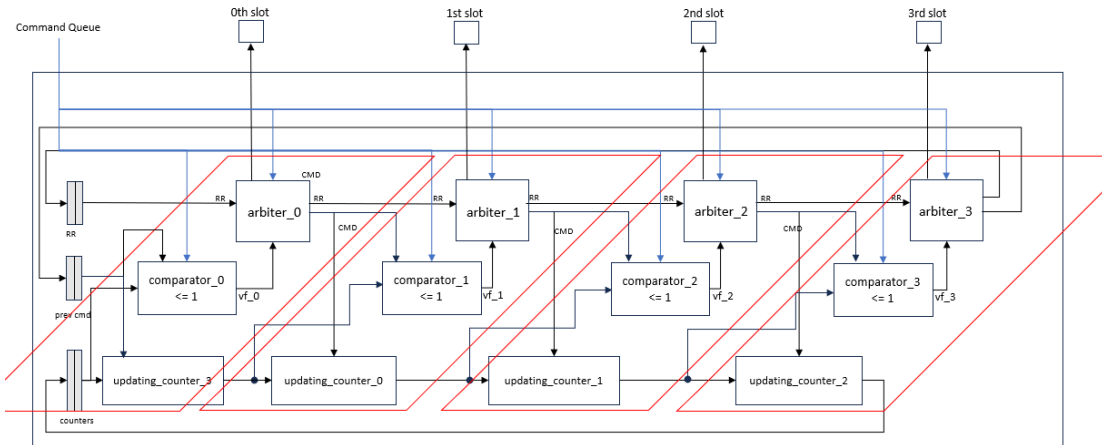 0th slot
1st slot
2nd slot
3rd slot
Command Queue
CMD
RR
arbiter_0
RR
RR
arbiter_1
RR
RR
arbiter_2
RR
RR
arbiter_3
RR
CMD
CMD
CMD
comparator_0
<= 1
vf_0
comparator_1
<= 1
vf_1
comparator_2
<= 1
vf_2
comparator_3
<= 1
vf_3
prev cmd
updating_counter_3
updating_counter_0
updating_counter_1
updating_counter_2
counters